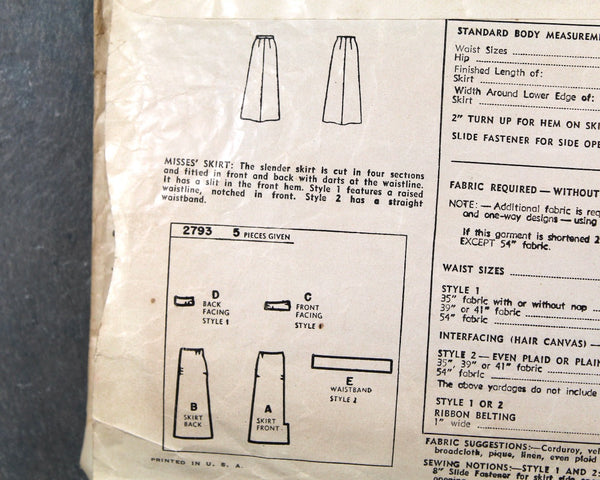 MISSES' SKIRT: The slender skirt is cut in four sections
and fitted in front and back with darts at the waistline.
It has a slit in the front hem. Style 1 features a raised
waistline, notched in front. Style 2 has a straight
waistband.
2793 5 PIECES GIVEN
D
BACK
FACING
STYLE 1
C
FRONT
FACING
STYLE
B
SKIRT
BACK
A
SKIRT
FRONT
E
WAISTBAND
STYLE 2
PRINTED IN U. S. A.
STANDARD BODY MEASUREM
Waist Sizes
Hip
Finished Length of:
Skirt
Width Around Lower Edge of:
Skirt
2" TURN UP FOR HEM ON SKI
SLIDE FASTENER FOR SIDE OPE
FABRIC REQUIRED — WITHOUT
NOTE: — Additional fabric is req
and one-way designs — using
If this garment is shortened 2
EXCEPT 54" fabric.
WAIST SIZES
STYLE 1
35" fabric with or without nap
39" or 41" fabric
54" fabric
INTERFACING (HAIR CANVAS) —
STYLE 2 — EVEN PLAID OR PLAIN
35" 39" or 41" fabric
54" fabric
The above yardages do not include
STYLE 1 OR 2
RIBBON BELTING
1" wide
FABRIC SUGGESTIONS:—Corduroy, vel
broadcloth, pique, linen, even plaid
SEWING NOTIONS:—STYLE 1 AND 2:
8" Slide Fastener for skirt side